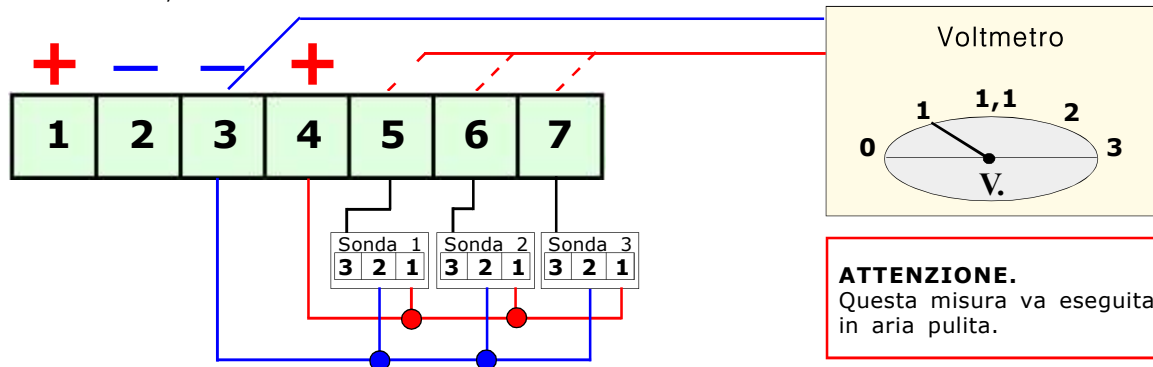 Voltmetro
+ – – +
0 1 1,1 2 3
V.
1 2 3 4 5 6 7
Sonda 1 Sonda 2 Sonda 3
3 2 1 3 2 1 3 2 1
ATTENZIONE.
Questa misura va eseguita
in aria pulita.